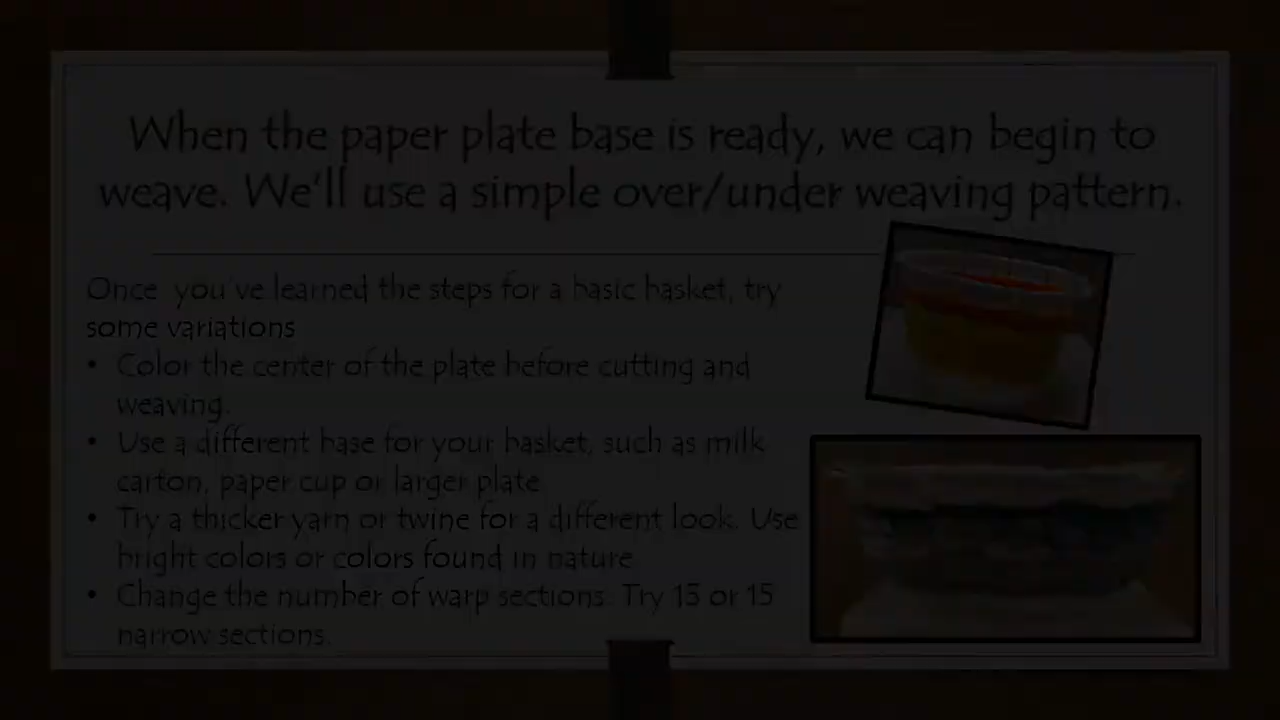 When the paper plate base is ready, we can begin to
weave. We'll use a simple over/under weaving pattern.
Once you've learned the steps for a basic basket, try
some variations
• Color the center of the plate before cutting and
weaving.
• Use a different base for your basket, such as milk
carton, paper cup or larger plate
• Try a thicker yarn or twine for a different look. Use
bright colors or colors found in nature
• Change the number of warp sections. Try 13 or 15
narrow sections.